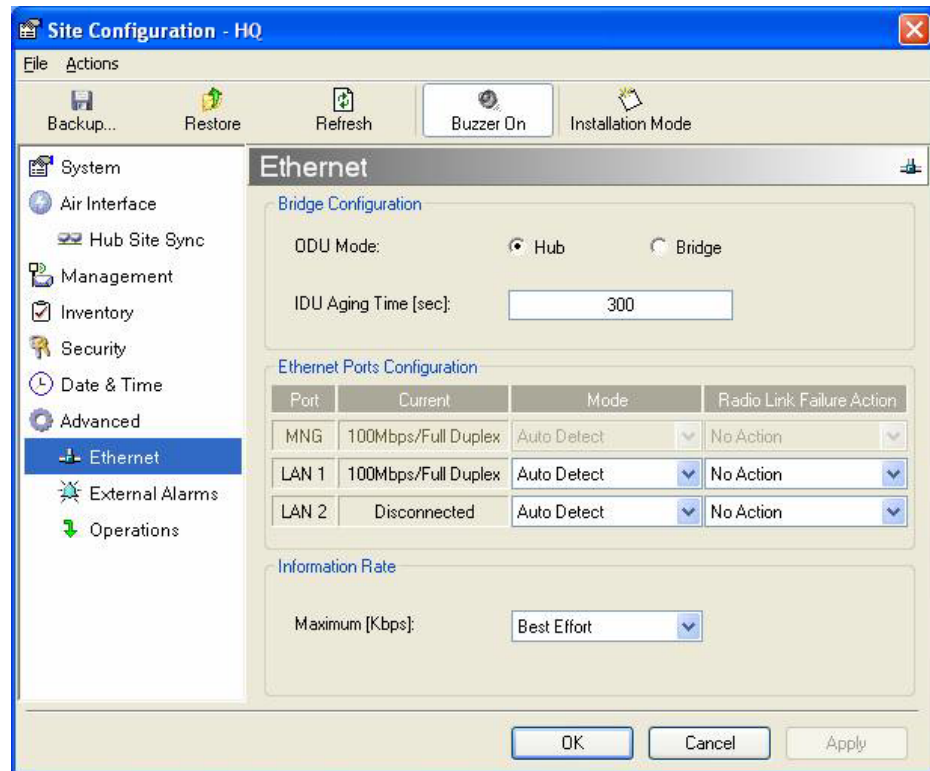 Site Configuration - HQ
File Actions
Backup... Restore Refresh Buzzer On Installation Mode
System
Air Interface
Hub Site Sync
Management
Inventory
Security
Date & Time
Advanced
Ethernet
External Alarms
Operations
Ethernet
Bridge Configuration
ODU Mode: Hub Bridge
IDU Aging Time [sec]: 300
Ethernet Ports Configuration
Port Current Mode Radio Link Failure Action
MNG 100Mbps/Full Duplex Auto Detect No Action
LAN 1 100Mbps/Full Duplex Auto Detect No Action
LAN 2 Disconnected Auto Detect No Action
Information Rate
Maximum [Kbps]: Best Effort
OK Cancel Apply